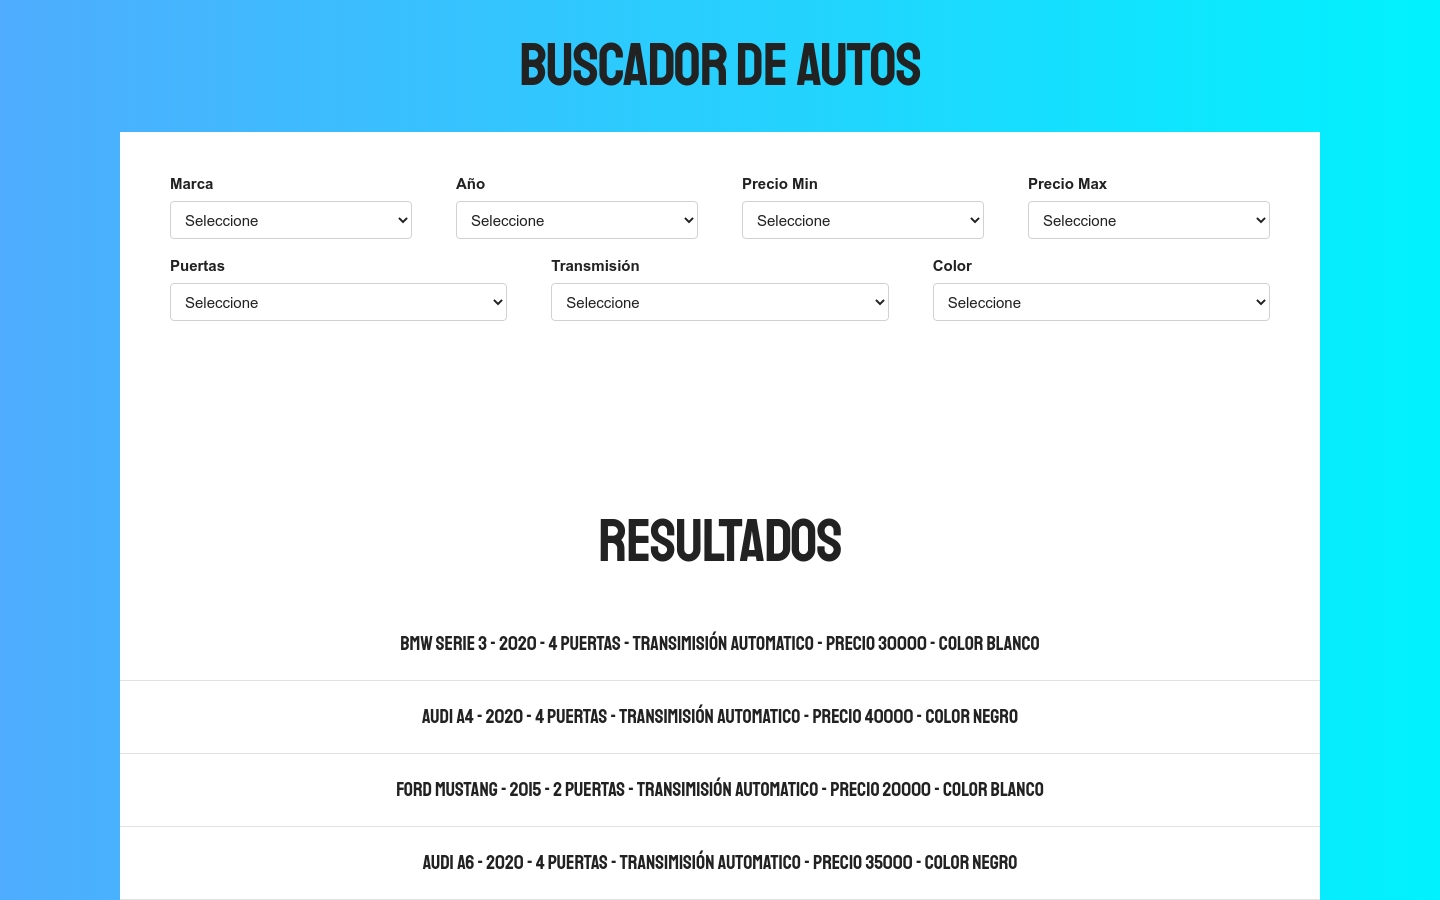 BUSCADOR DE AUTOS
Marca Año Precio Min Precio Max
Seleccione Seleccione Seleccione Seleccione
Puertas Transmisión Color
Seleccione Seleccione Seleccione
RESULTADOS
BMW SERIE 3 - 2020 - 4 PUERTAS - TRANSIMISIÓN AUTOMATICO - PRECIO 30000 - COLOR BLANCO
AUDI A4 - 2020 - 4 PUERTAS - TRANSIMISIÓN AUTOMATICO - PRECIO 40000 - COLOR NEGRO
FORD MUSTANG - 2015 - 2 PUERTAS - TRANSIMISIÓN AUTOMATICO - PRECIO 20000 - COLOR BLANCO
AUDI A6 - 2020 - 4 PUERTAS - TRANSIMISIÓN AUTOMATICO - PRECIO 35000 - COLOR NEGRO